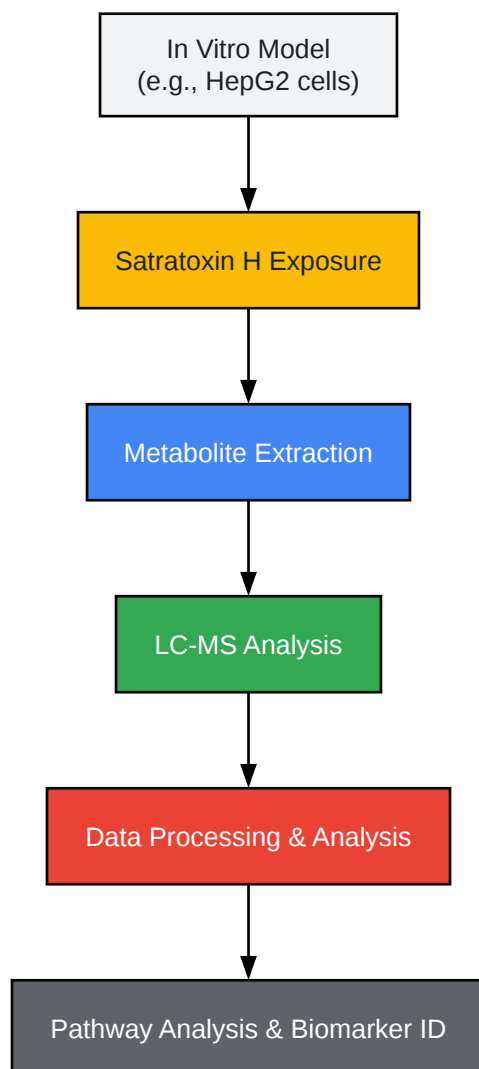 In Vitro Model
(e.g., HepG2 cells)
Satratoxin H Exposure
Metabolite Extraction
LC-MS Analysis
Data Processing & Analysis
Pathway Analysis & Biomarker ID